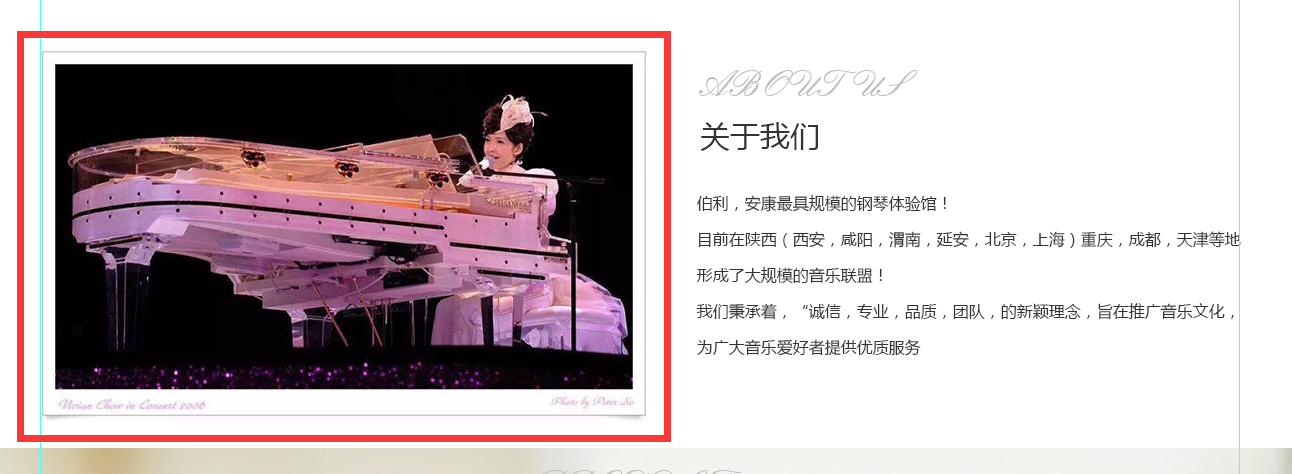 ABOUT US
关于我们
伯利，安康最具规模的钢琴体验馆！
目前在陕西（西安，咸阳，渭南，延安，北京，上海）重庆，成都，天津等地
形成了大规模的音乐联盟！
我们秉承着，“诚信，专业，品质，团队，的新颖理念，旨在推广音乐文化，
为广大音乐爱好者提供优质服务
SCHIMMEL
Vivian Chow in Concert 2006
Photo by Peter So